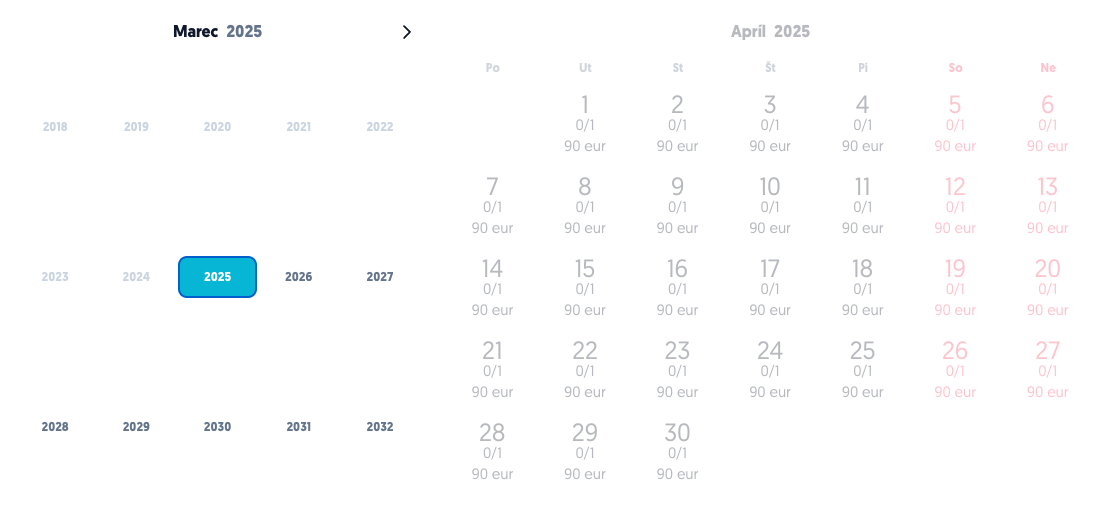 Marec 2025
2018 2019 2020 2021 2022
2023 2024 2025 2026 2027
2028 2029 2030 2031 2032
Apríl 2025
Po Ut St Št Pi So Ne
1 2 3 4 5 6
0/1 0/1 0/1 0/1 0/1 0/1
90 eur 90 eur 90 eur 90 eur 90 eur 90 eur
7 8 9 10 11 12 13
0/1 0/1 0/1 0/1 0/1 0/1 0/1
90 eur 90 eur 90 eur 90 eur 90 eur 90 eur 90 eur
14 15 16 17 18 19 20
0/1 0/1 0/1 0/1 0/1 0/1 0/1
90 eur 90 eur 90 eur 90 eur 90 eur 90 eur 90 eur
21 22 23 24 25 26 27
0/1 0/1 0/1 0/1 0/1 0/1 0/1
90 eur 90 eur 90 eur 90 eur 90 eur 90 eur 90 eur
28 29 30
0/1 0/1 0/1
90 eur 90 eur 90 eur